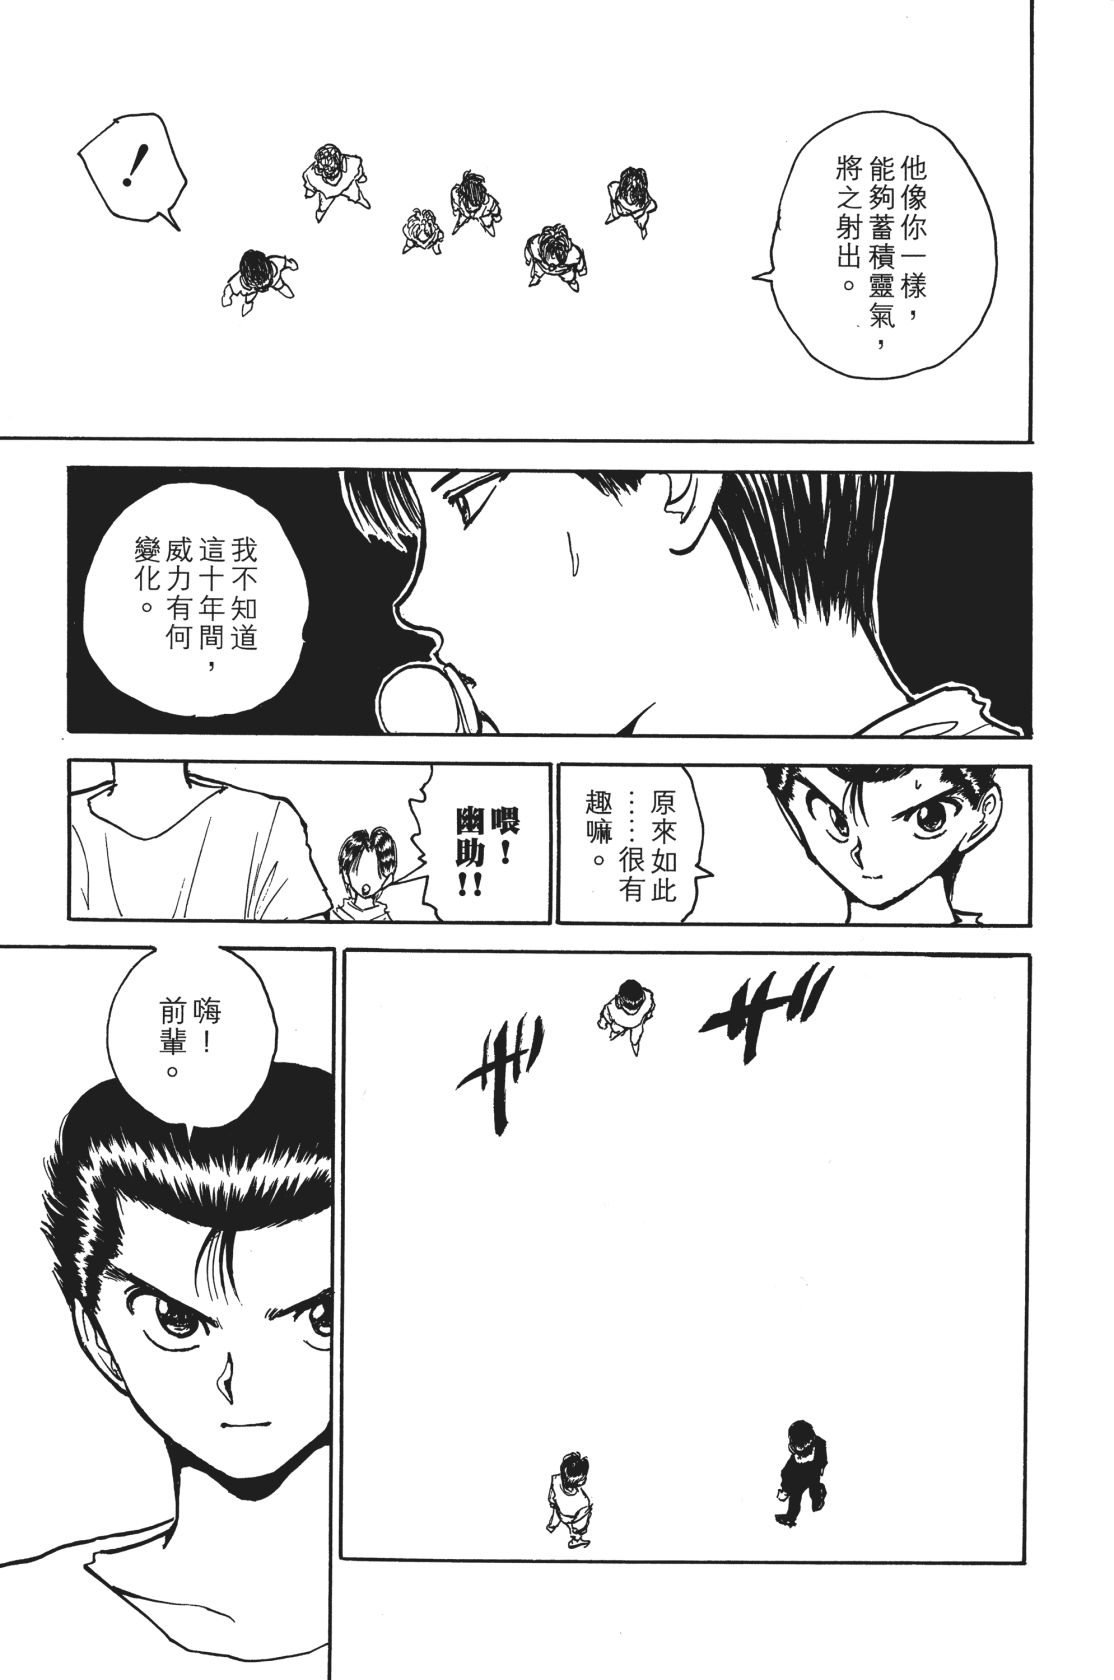 他像你一樣，
能夠蓄積靈氣，
將之射出。
！
我不知道
這十年間，
威力有何
變化。
原來如此
……很有
趣嘛。
喂！
幽助!!
嗨！
前輩。